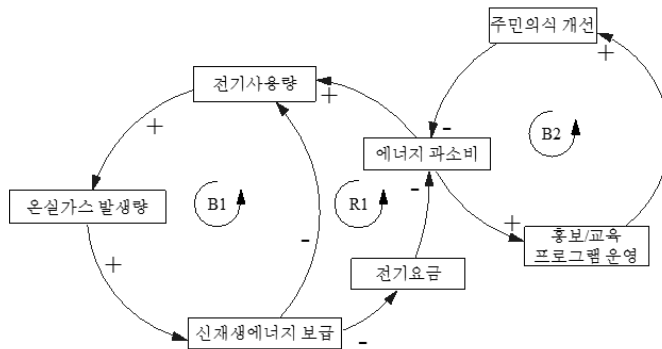 주민의식 개선
전기사용량
+
+
+
B2
-
에너지 과소비
-
온실가스 발생량
B1
R1
+
홍보/교육
프로그램 운영
-
+
전기요금
신재생에너지 보급
-